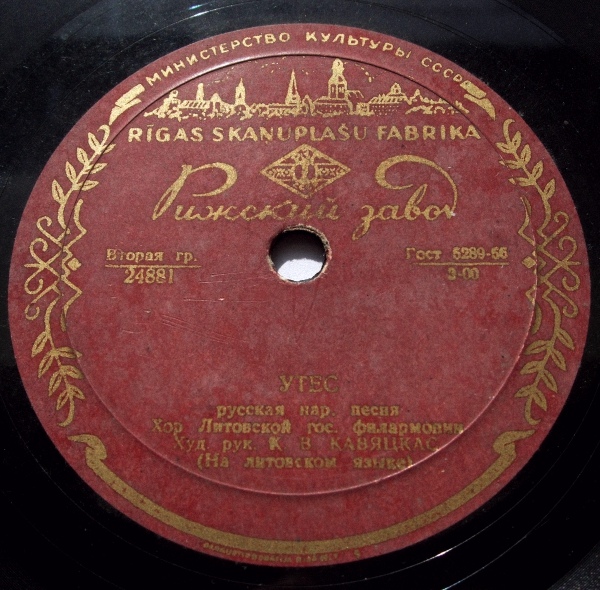 МИНИСТЕРСТВО КУЛЬТУРЫ СССР
RĪGAS SKAŅUPLAŠU FABRIKA
Рижский завод
Вторая гр.
24881
Гост 5289-56
3-00
УТЕС
русская нар. песня
Хор Литовской гос. филармонии
Худ. рук. К В КАВЯЦКАС
(На литовском языке)